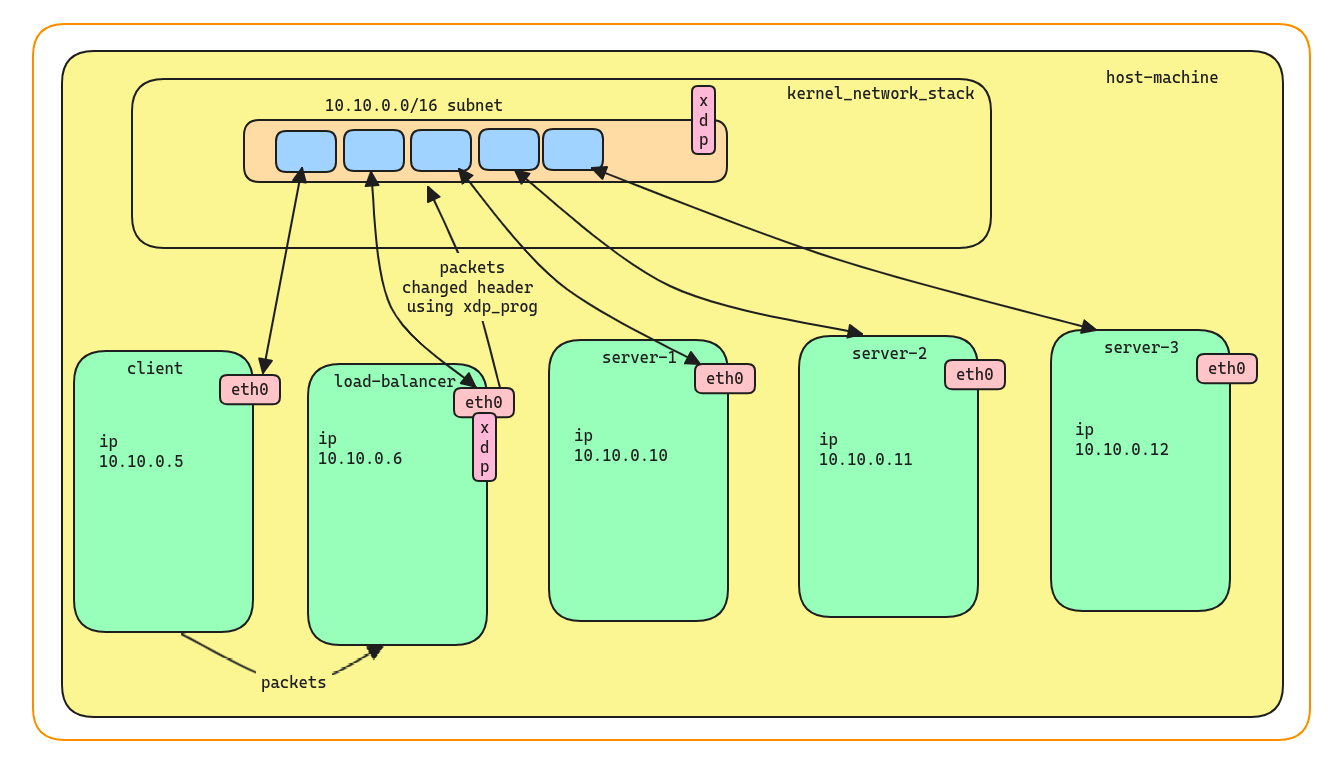 host-machine
kernel_network_stack
10.10.0.0/16 subnet
x
d
p
packets
changed header
using xdp_prog
client
eth0
ip
10.10.0.5
load-balancer
eth0
x
d
p
ip
10.10.0.6
server-1
eth0
ip
10.10.0.10
server-2
eth0
ip
10.10.0.11
server-3
eth0
ip
10.10.0.12
packets